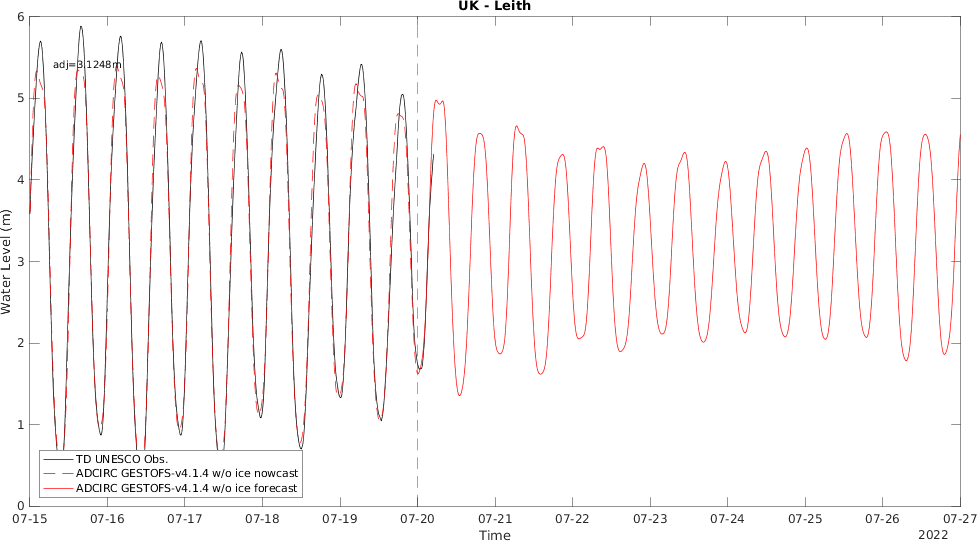 UK - Leith
6
adj=3.1248m
5
4
3
2
1
0
Water Level (m)
TD UNESCO Obs.
ADCIRC GESTOFS-v4.1.4 w/o ice nowcast
ADCIRC GESTOFS-v4.1.4 w/o ice forecast
07-15 07-16 07-17 07-18 07-19 07-20 07-21 07-22 07-23 07-24 07-25 07-26 07-27
Time
2022